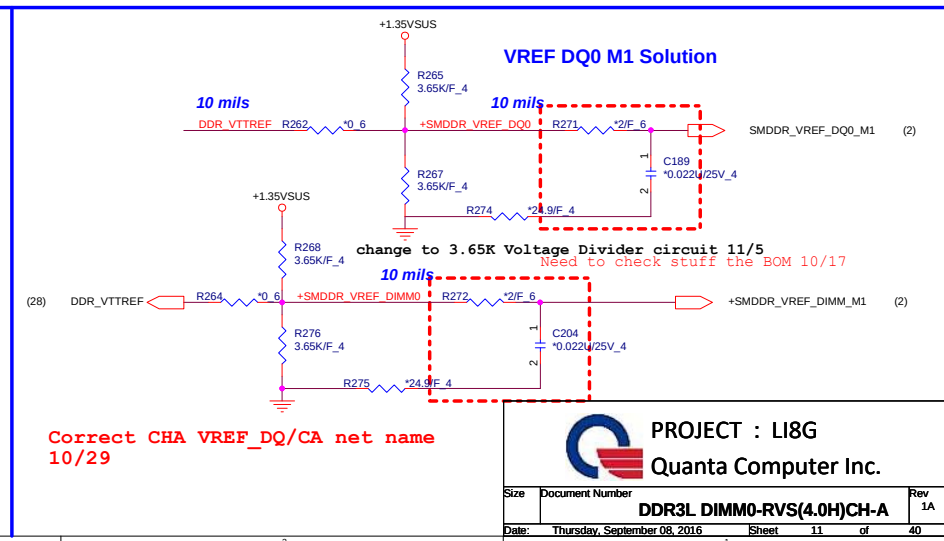 +1.35VSUS
VREF DQ0 M1 Solution
R265
3.65K/F_4
10 mils
10 mils
DDR_VTTREF
R262
*0_6
+SMDDR_VREF_DQ0
R271
*2/F_6
SMDDR_VREF_DQ0_M1
(2)
1
C189
*0.022U/25V_4
2
R267
3.65K/F_4
+1.35VSUS
R274
*24.9/F_4
R268
3.65K/F_4
change to 3.65K Voltage Divider circuit 11/5
Need to check stuff the BOM 10/17
10 mils
(28)
DDR_VTTREF
R264
*0_6
+SMDDR_VREF_DIMM0
R272
*2/F_6
+SMDDR_VREF_DIMM_M1
(2)
1
C204
*0.022U/25V_4
2
R276
3.65K/F_4
R275
*24.9/F_4
Correct CHA VREF_DQ/CA net name
10/29
PROJECT : LI8G
Quanta Computer Inc.
Size
Document Number
Rev
DDR3L DIMM0-RVS(4.0H)CH-A
1A
Date:
Thursday, September 08, 2016
Sheet
11
of
40